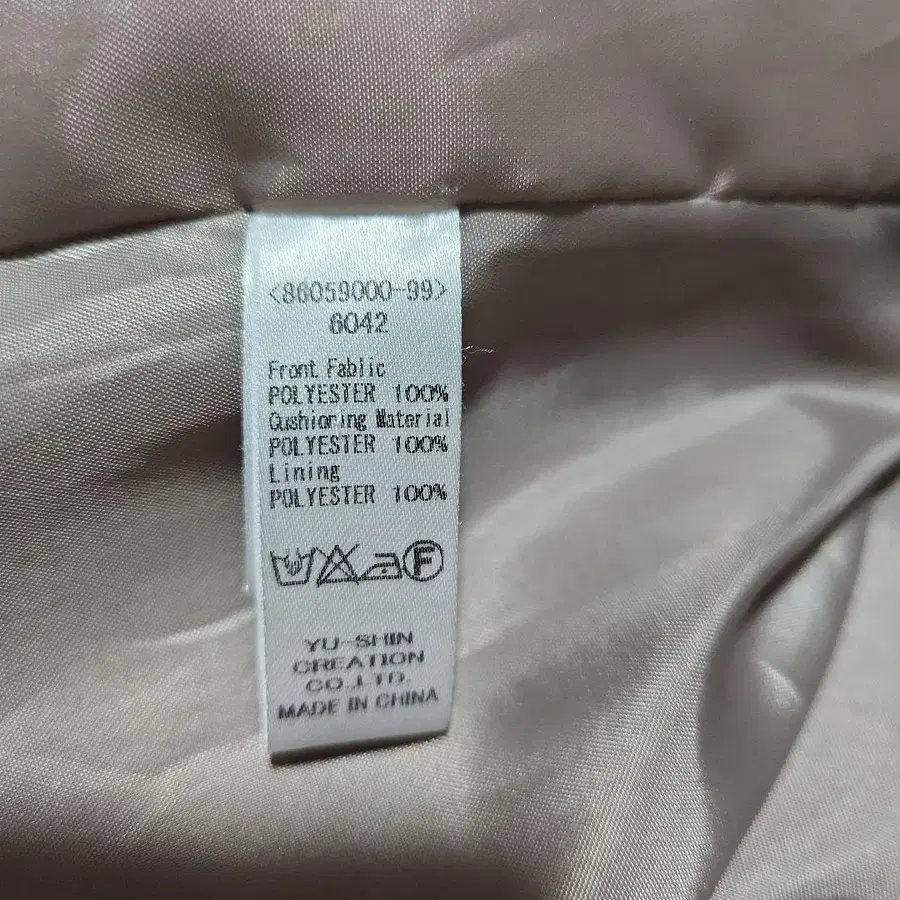 <86059000-99>
6042
Front Fabiic
POLYESTER 100%
Cushioning Material
POLYESTER 100%
Lining
POLYESTER 100%
F
YU-SHIN
CREATION
CO.,LTD.
MADE IN CHINA